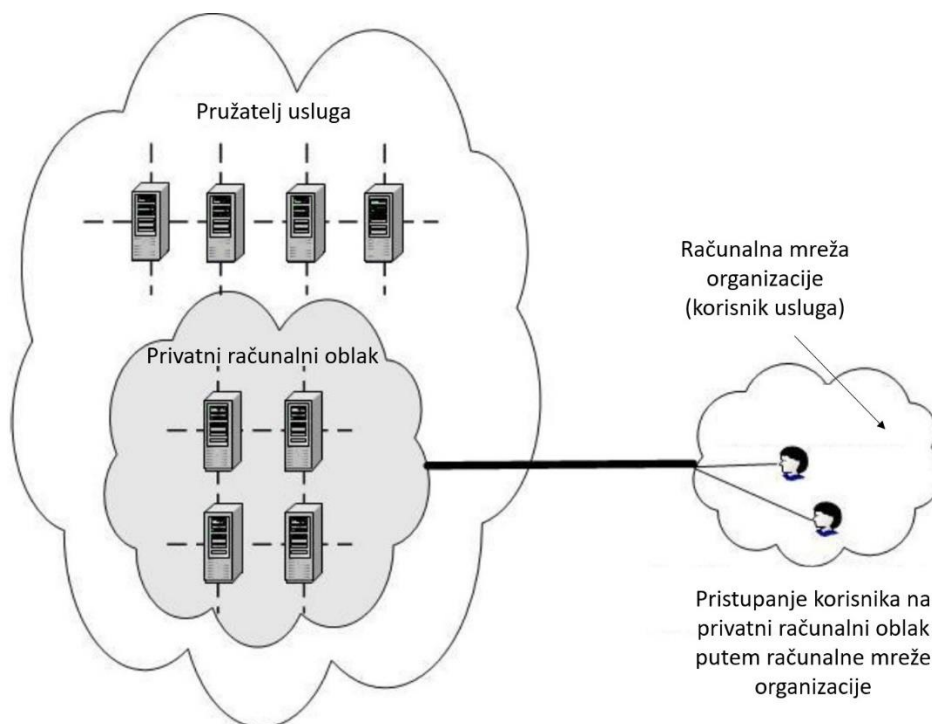 Pružatelj usluga
Privatni računalni oblak
Računalna mreža
organizacije
(korisnik usluga)
Pristupanje korisnika na
privatni računalni oblak
putem računalne mreže
organizacije